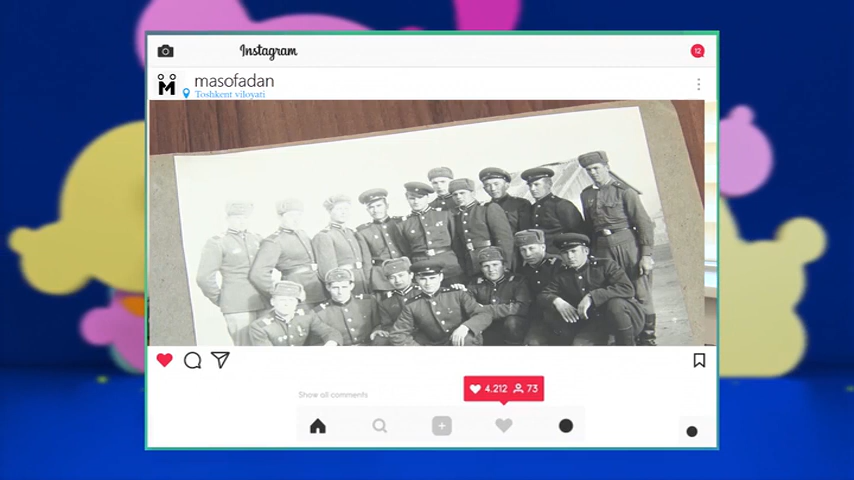 Instagram
12
masofadan
Toshkent viloyati
Show all comments
4.212 73